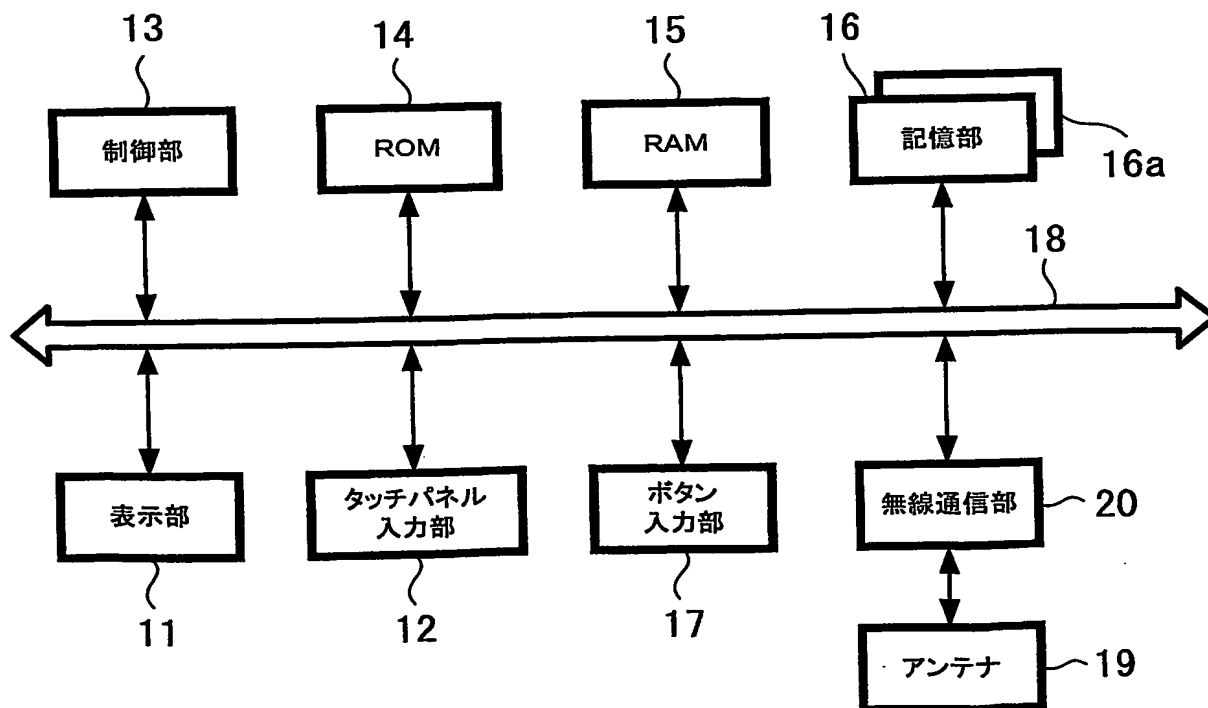 13
14
15
16
制御部
ROM
RAM
記憶部
16a
18
表示部
タッチパネル
入力部
ボタン
入力部
無線通信部
20
11
12
17
アンテナ
19